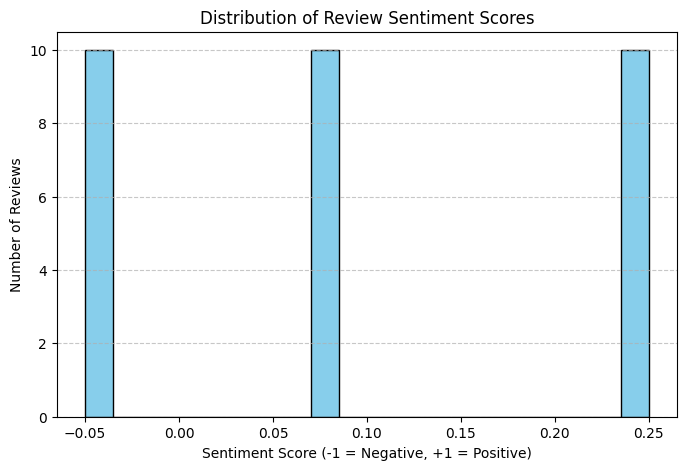 Distribution of Review Sentiment Scores
Number of Reviews
10
8
6
4
2
0
−0.05 0.00 0.05 0.10 0.15 0.20 0.25
Sentiment Score (-1 = Negative, +1 = Positive)